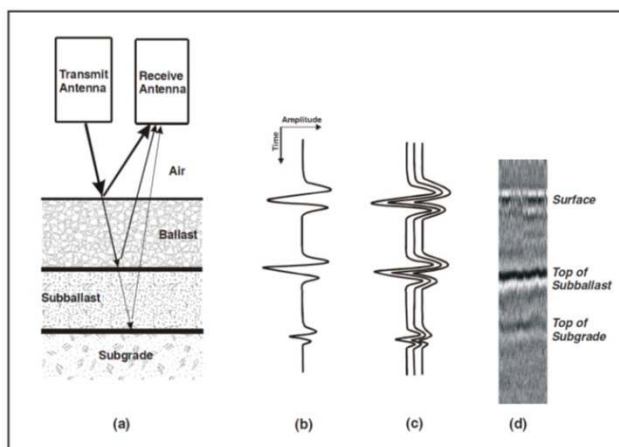 Transmit
Antenna
Receive
Antenna
Air
Ballast
Subballast
Subgrade
Amplitude
Time
Surface
Top of
Subballast
Top of
Subgrade
(a)
(b)
(c)
(d)